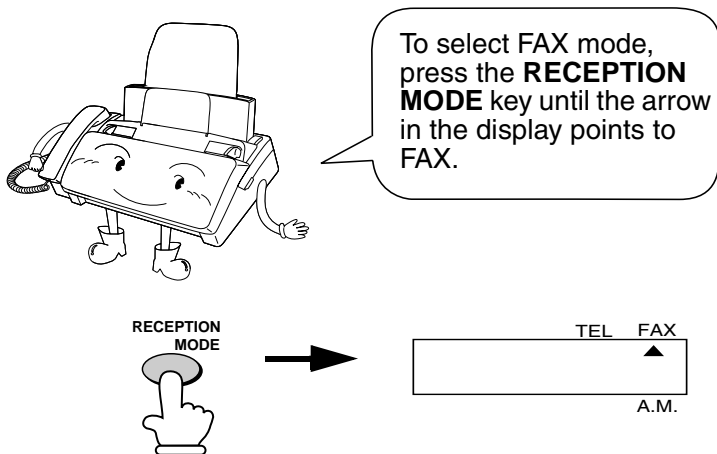 To select FAX mode,
press the RECEPTION
MODE key until the arrow
in the display points to
FAX.
RECEPTION
MODE
TEL FAX
A.M.